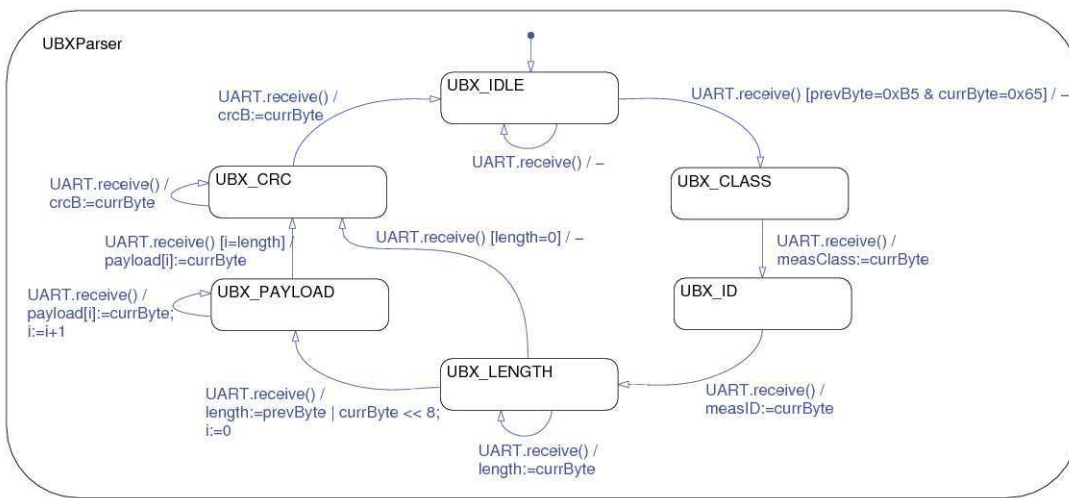 UBXParser
UBX_IDLE
UART.receive() /
crcB:=currByte
UART.receive() [prevByte=0xB5 & currByte=0x65] / –
UART.receive() / –
UBX_CRC
UBX_CLASS
UART.receive() /
crcB:=currByte
UART.receive() [i=length] /
payload[i]:=currByte
UART.receive() [length=0] / –
UART.receive() /
measClass:=currByte
UBX_PAYLOAD
UBX_ID
UART.receive() /
payload[i]:=currByte;
i:=i+1
UBX_LENGTH
UART.receive() /
length:=prevByte | currByte << 8;
i:=0
UART.receive() /
measID:=currByte
UART.receive() /
length:=currByte